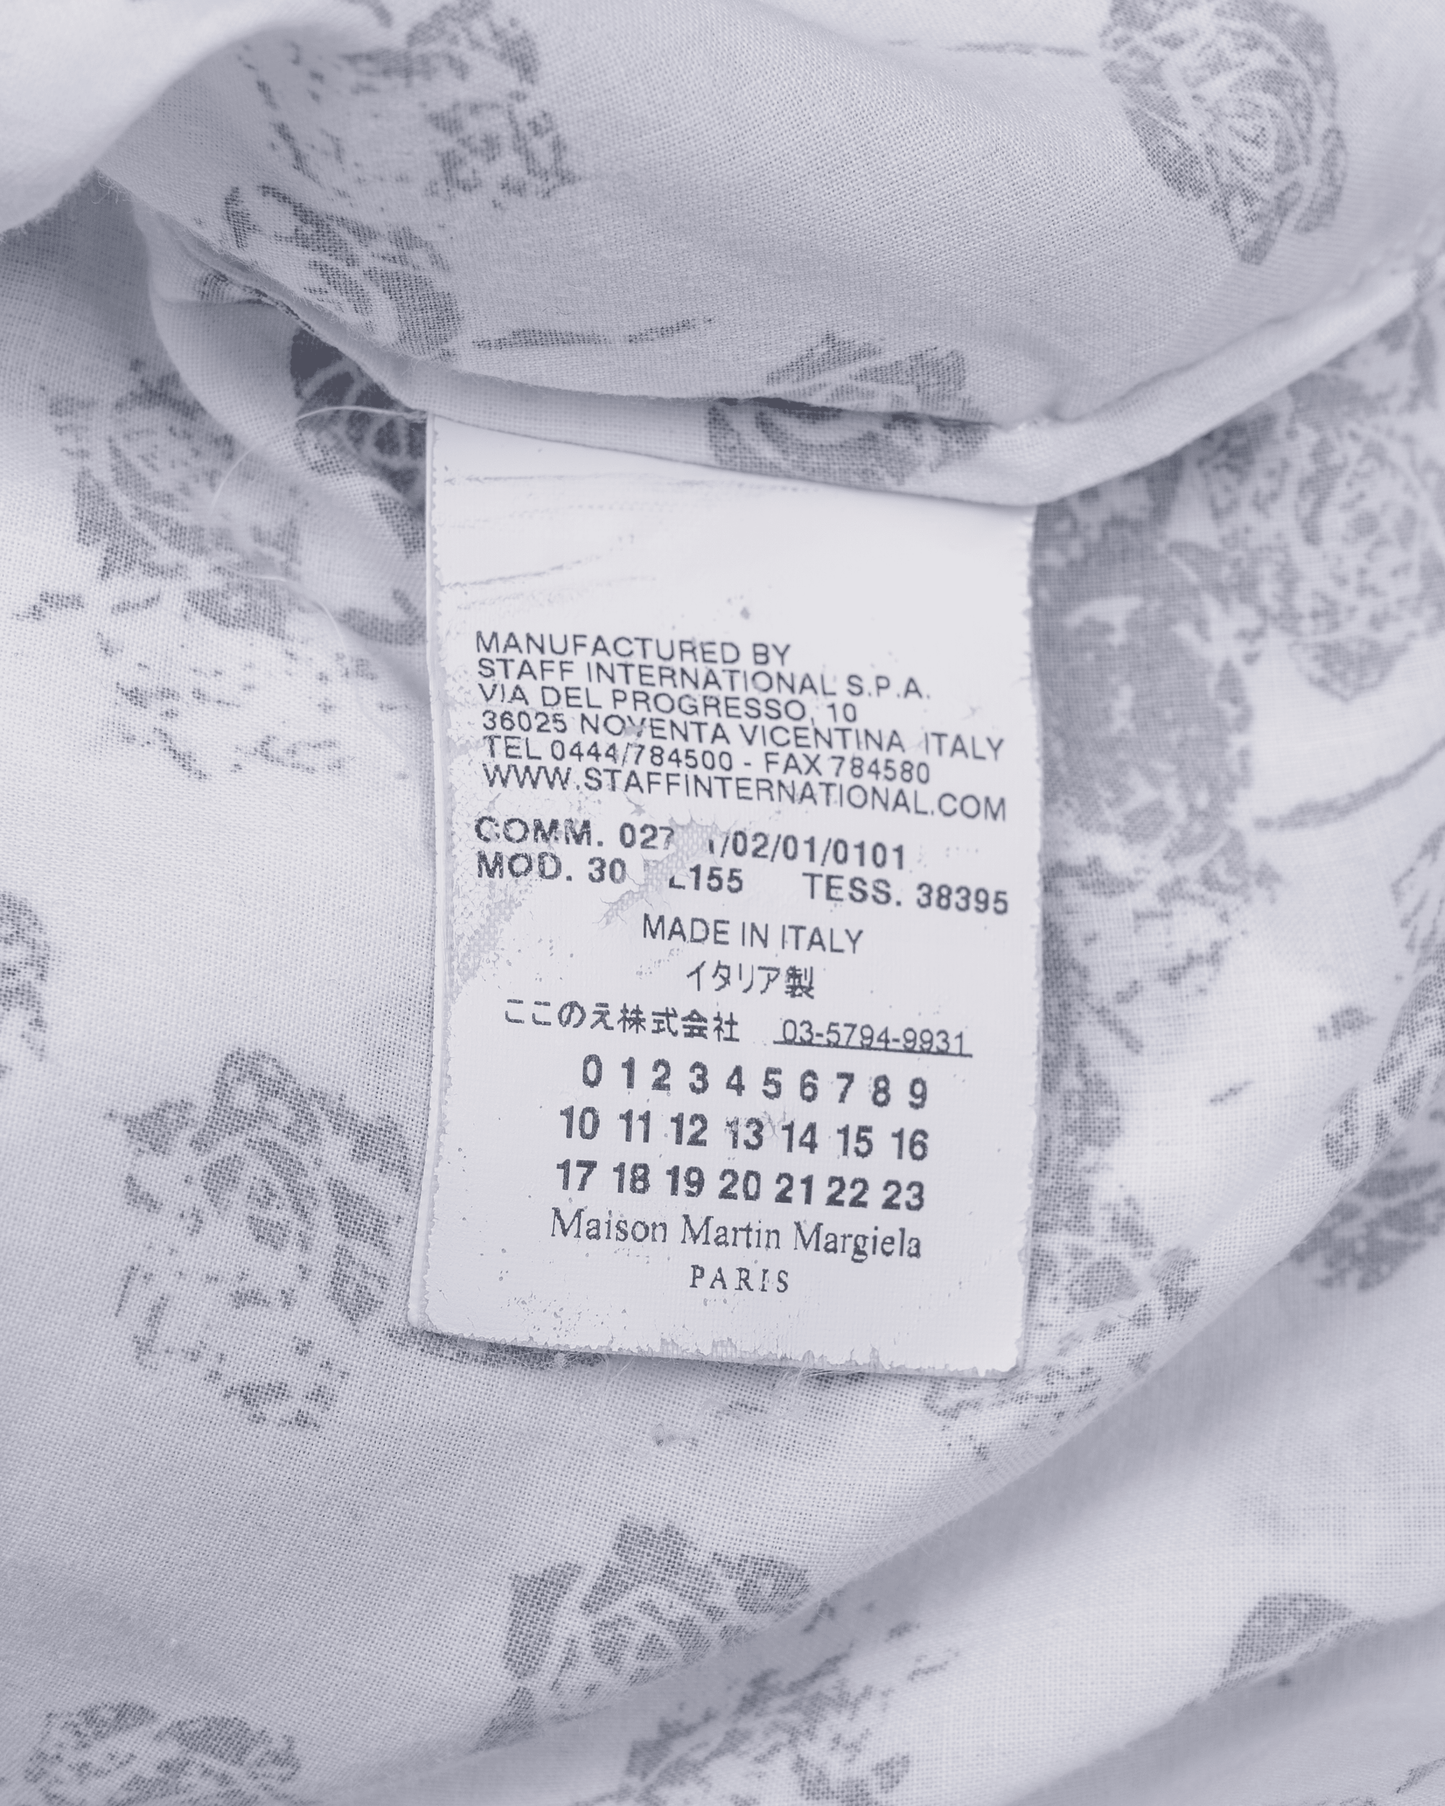 MANUFACTURED BY
STAFF INTERNATIONAL S.P.A.
VIA DEL PROGRESSO, 10
36025 NOVENTA VICENTINA ITALY
TEL 0444/784500 - FAX 784580
WWW.STAFFINTERNATIONAL.COM
COMM. /02/01/0101
MOD. 30 TESS. 38395
MADE IN ITALY
イタリア製
ここのえ株式会社 03-5794-9931
0 1 2 3 4 5 6 7 8 9
10 11 12 13 14 15 16
17 18 19 20 21 22 23
Maison Martin Margiela
PARIS